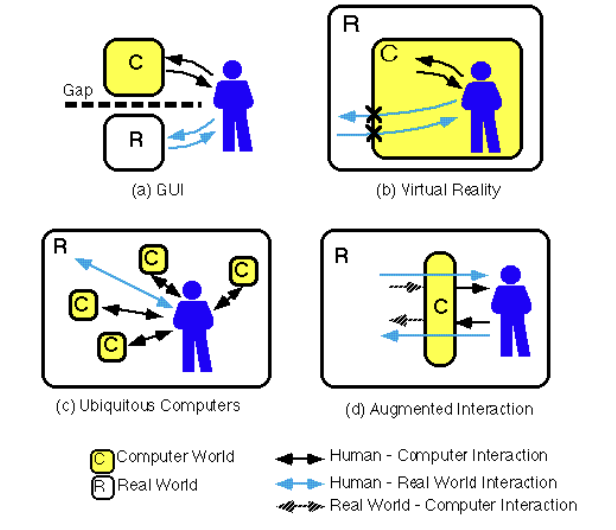 C
Gap
R
(a) GUI
R
C
(b) Virtual Reality
R
C
C
C
C
(c) Ubiquitous Computers
R
C
(d) Augmented Interaction
C Computer World
R Real World
Human - Computer Interaction
Human - Real World Interaction
Real World - Computer Interaction